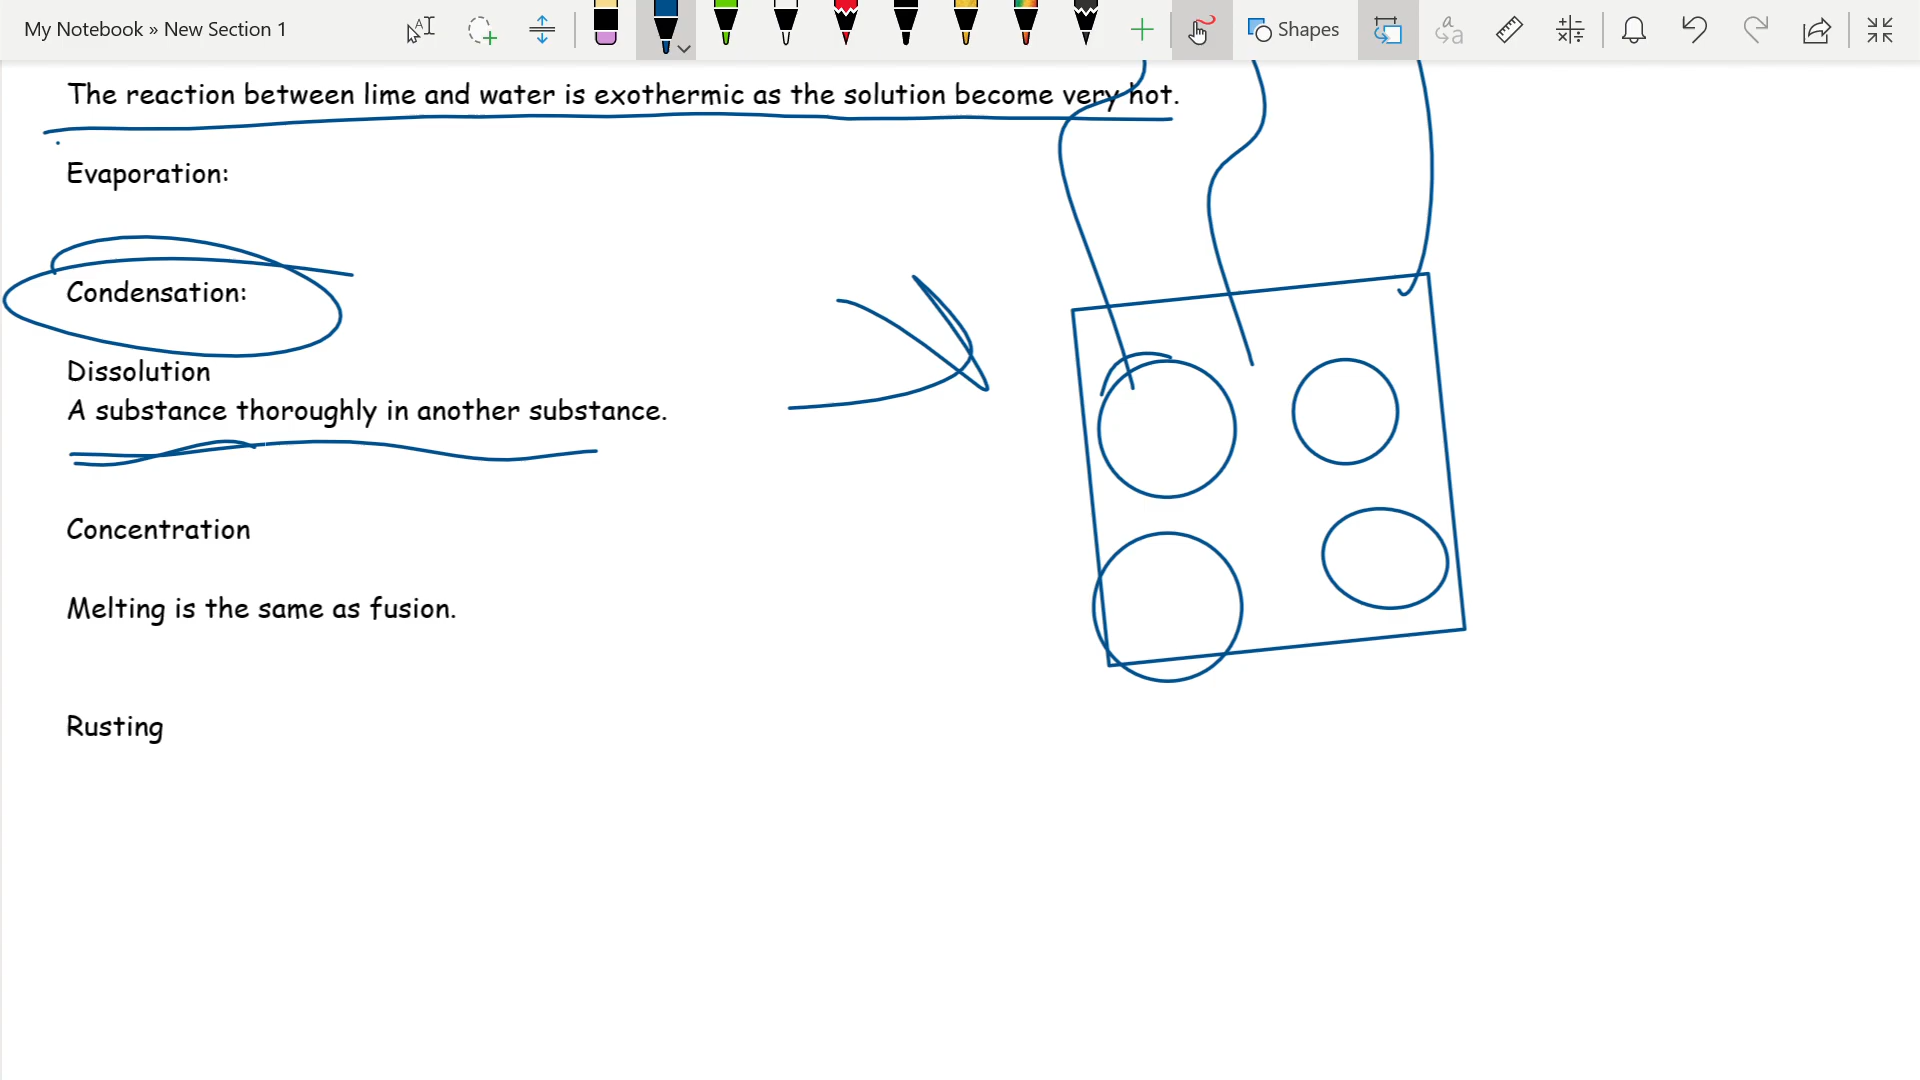 My Notebook » New Section 1
Shapes
The reaction between lime and water is exothermic as the solution become very hot.
Evaporation:
Condensation:
Dissolution
A substance thoroughly in another substance.
Concentration
Melting is the same as fusion.
Rusting